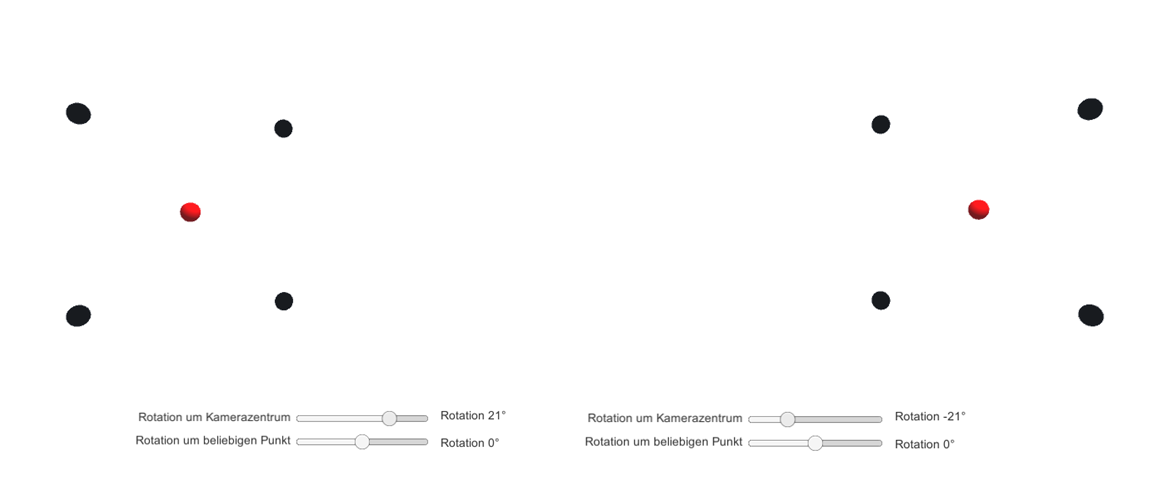 Rotation um Kamerazentrum Rotation 21°
Rotation um beliebigen Punkt Rotation 0°
Rotation um Kamerazentrum Rotation -21°
Rotation um beliebigen Punkt Rotation 0°